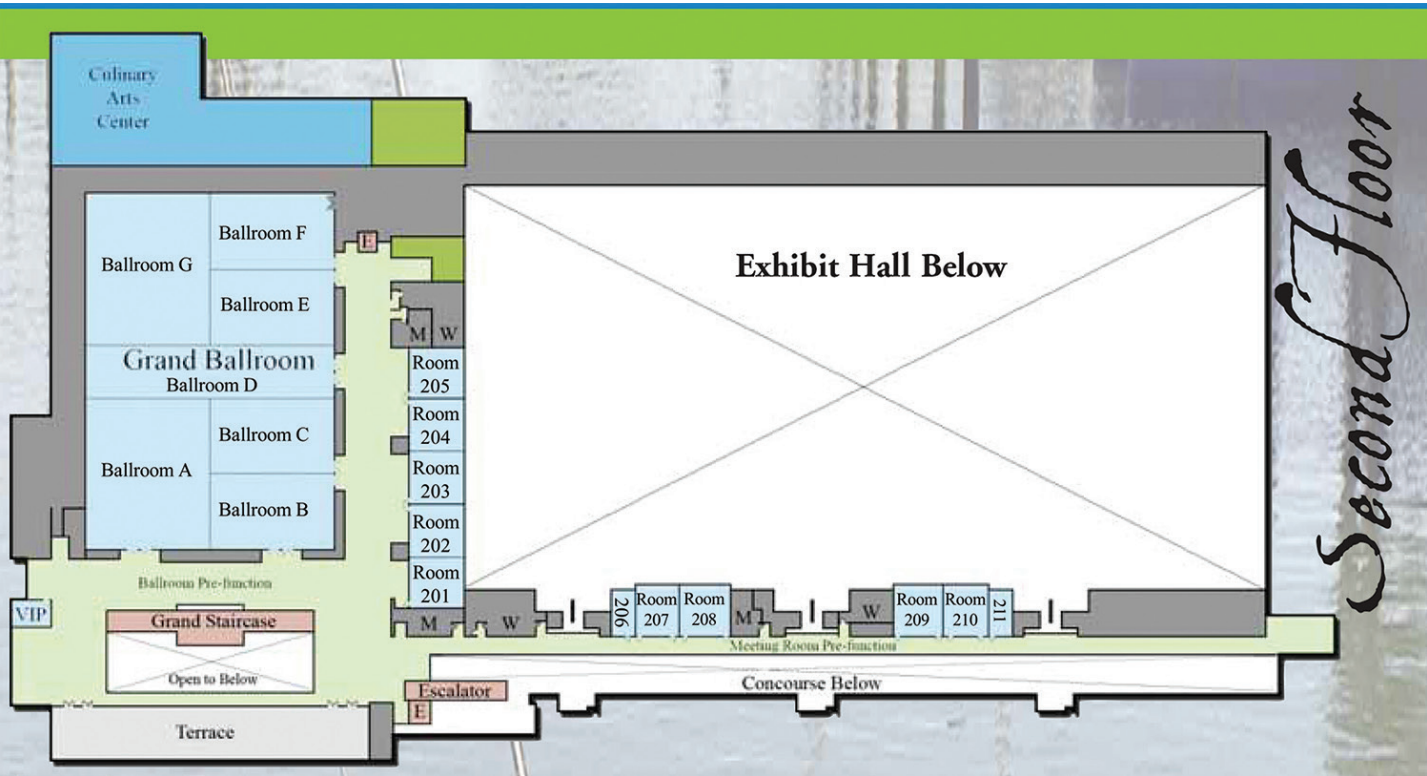 Culinary
Arts
Center
Second Floor
Ballroom F
Ballroom G
E
Exhibit Hall Below
Ballroom E
M W
Grand Ballroom
Ballroom D
Room
205
Room
204
Ballroom C
Ballroom A
Room
203
Ballroom B
Room
202
Room
201
Ballroom Pre-function
VIP
Grand Staircase
M
W
206
Room
207
Room
208
M
W
Room
209
Room
210
211
Meeting Room Pre-function
Open to Below
Escalator
Concourse Below
E
Terrace